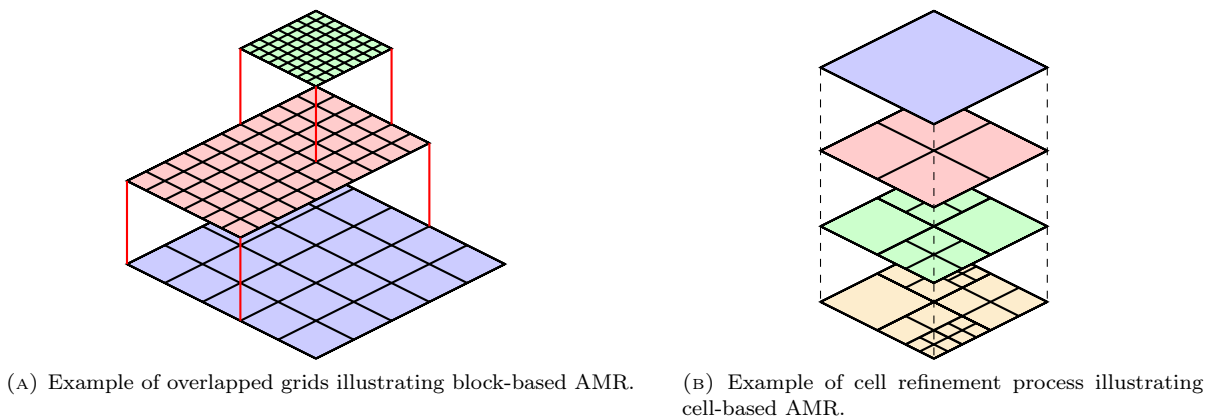 (A) Example of overlapped grids illustrating block-based AMR.
(B) Example of cell refinement process illustrating
cell-based AMR.